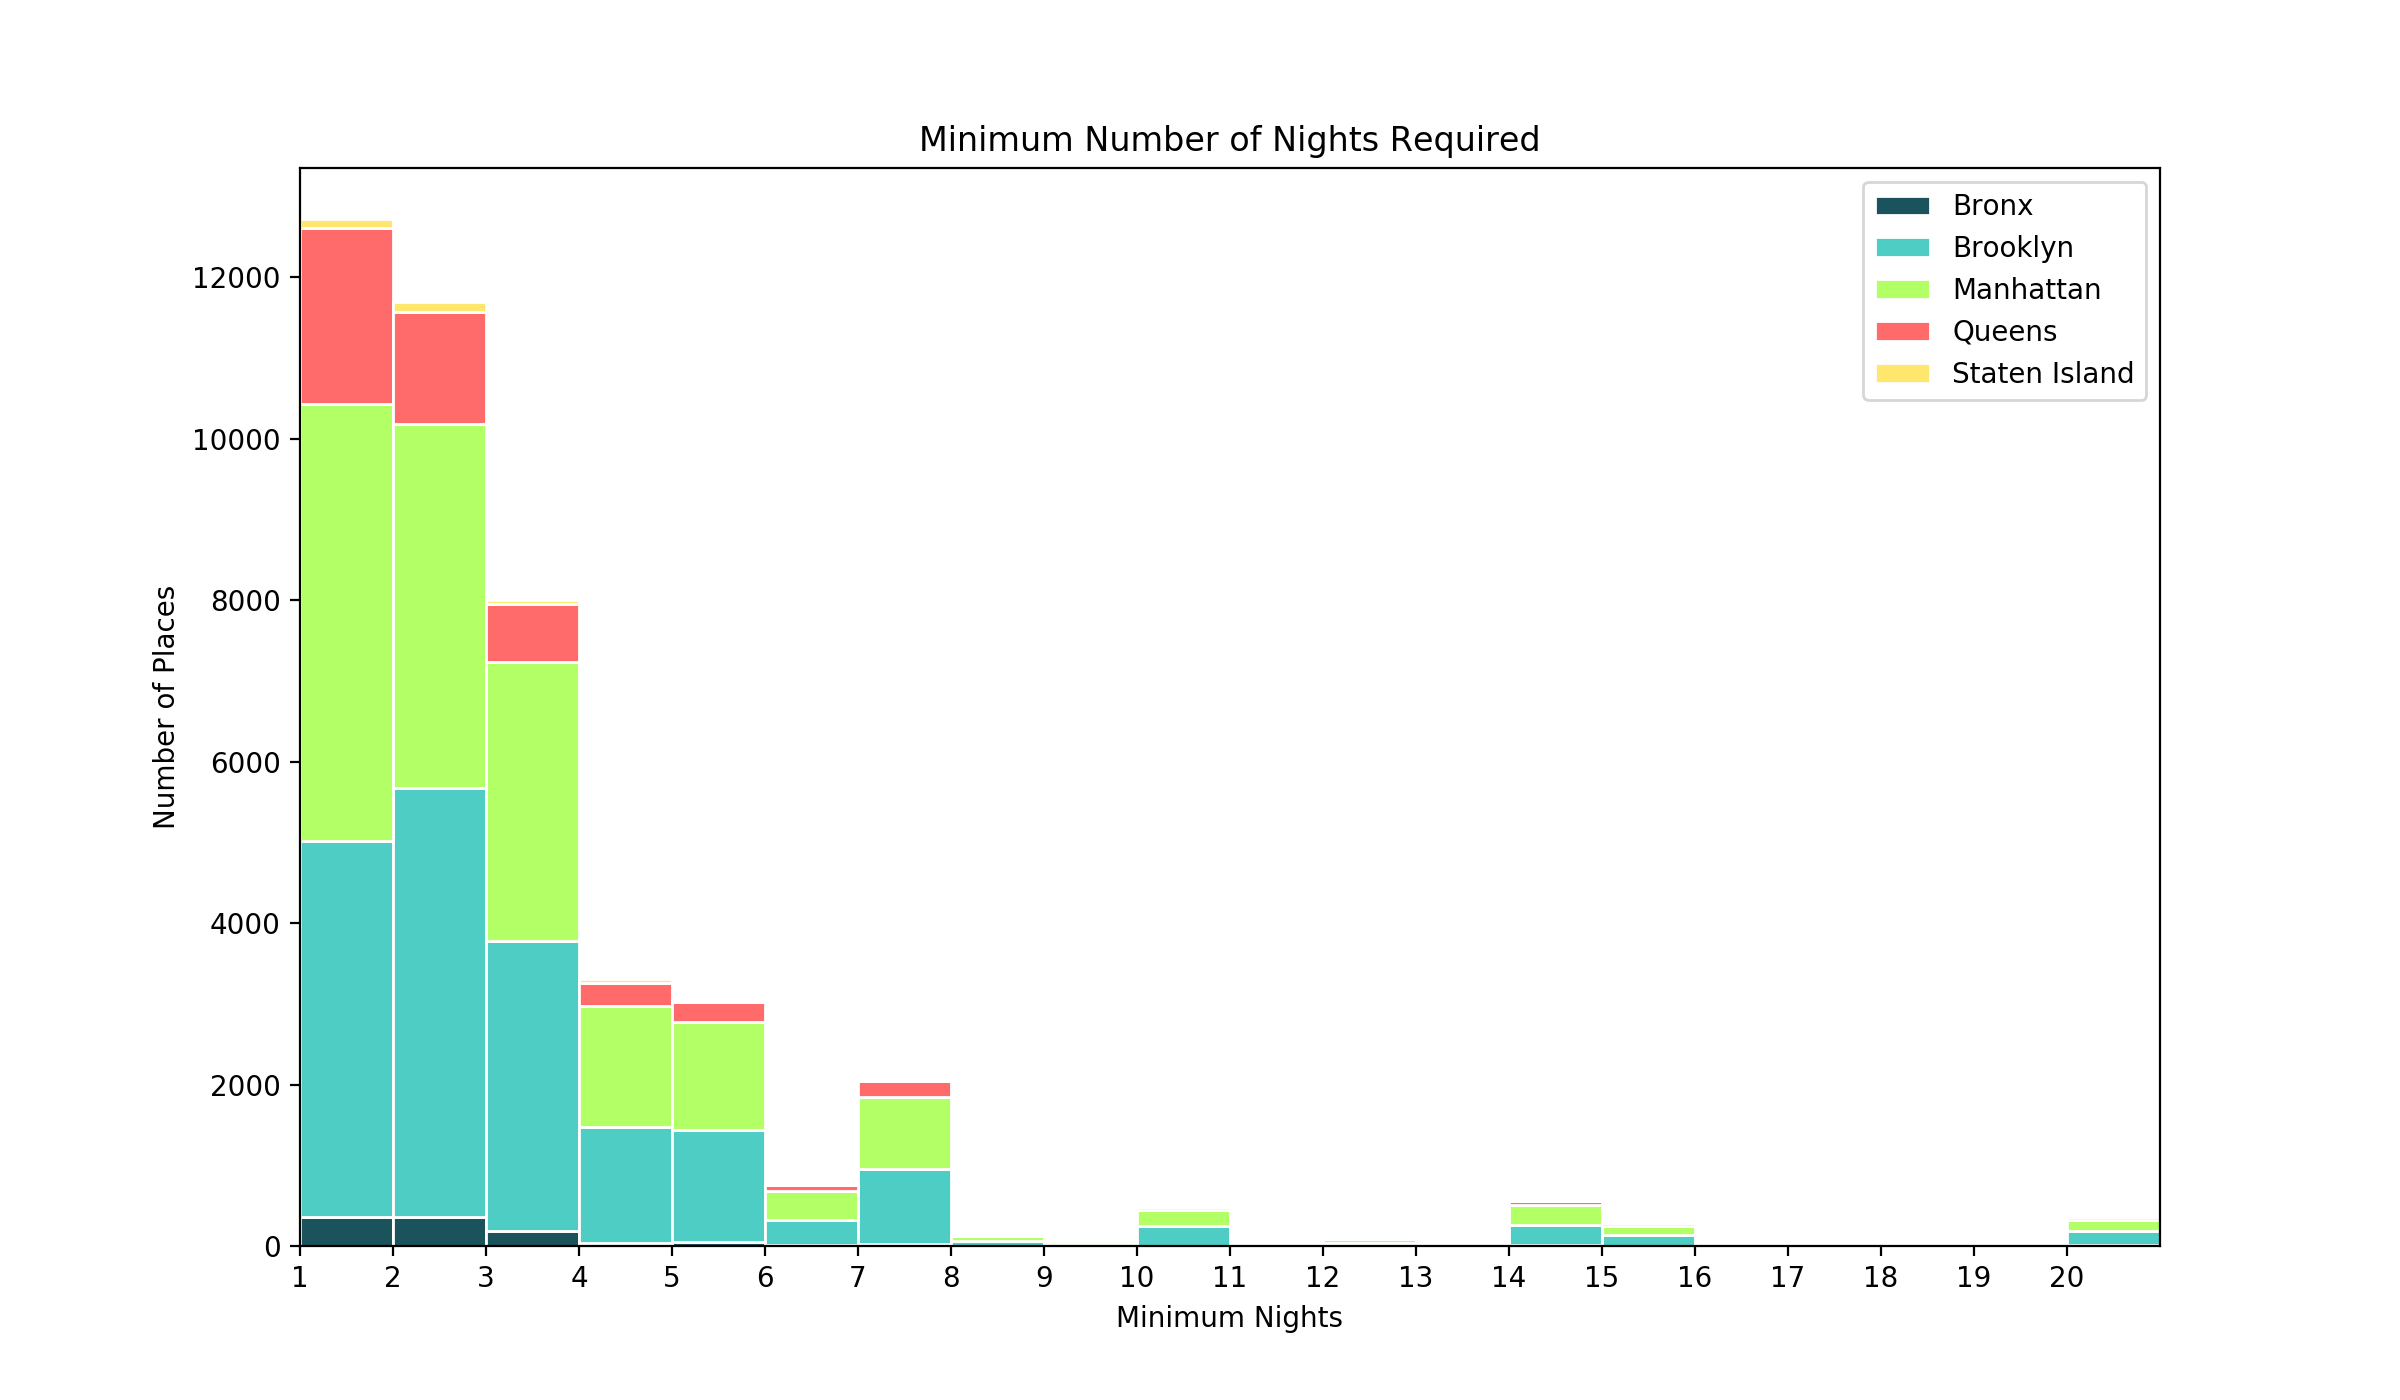 Minimum Number of Nights Required
Bronx
Brooklyn
Manhattan
Queens
Staten Island
12000
10000
8000
6000
4000
2000
0
Number of Places
1 2 3 4 5 6 7 8 9 10 11 12 13 14 15 16 17 18 19 20
Minimum Nights